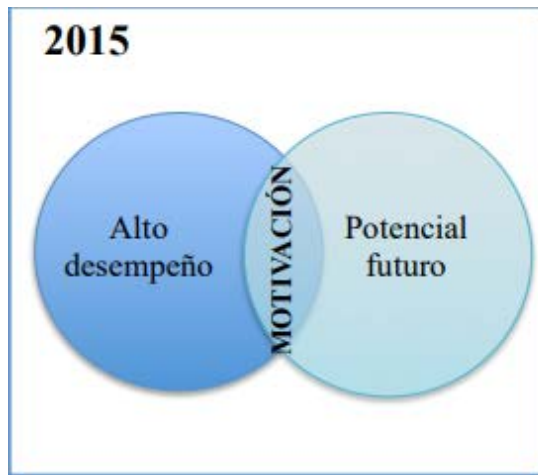 2015
Alto
desempeño
MOTIVACIÓN
Potencial
futuro